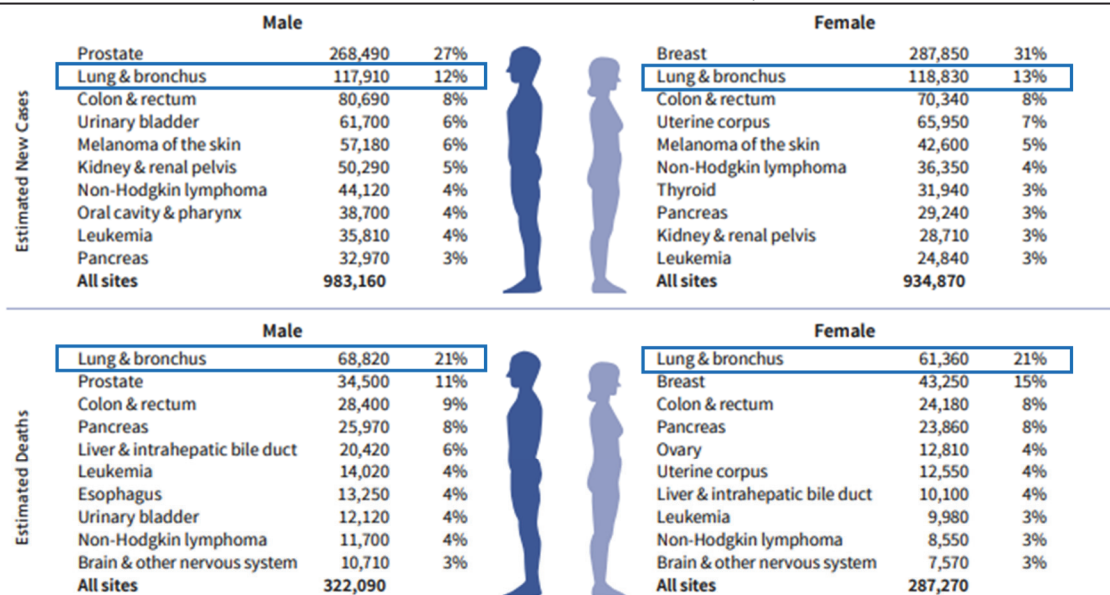 Male
Prostate 268,490 27%
Lung & bronchus 117,910 12%
Colon & rectum 80,690 8%
Urinary bladder 61,700 6%
Melanoma of the skin 57,180 6%
Kidney & renal pelvis 50,290 5%
Non-Hodgkin lymphoma 44,120 4%
Oral cavity & pharynx 38,700 4%
Leukemia 35,810 4%
Pancreas 32,970 3%
All sites 983,160
Female
Breast 287,850 31%
Lung & bronchus 118,830 13%
Colon & rectum 70,340 8%
Uterine corpus 65,950 7%
Melanoma of the skin 42,600 5%
Non-Hodgkin lymphoma 36,350 4%
Thyroid 31,940 3%
Pancreas 29,240 3%
Kidney & renal pelvis 28,710 3%
Leukemia 24,840 3%
All sites 934,870
Estimated New Cases
Male
Lung & bronchus 68,820 21%
Prostate 34,500 11%
Colon & rectum 28,400 9%
Pancreas 25,970 8%
Liver & intrahepatic bile duct 20,420 6%
Leukemia 14,020 4%
Esophagus 13,250 4%
Urinary bladder 12,120 4%
Non-Hodgkin lymphoma 11,700 4%
Brain & other nervous system 10,710 3%
All sites 322,090
Female
Lung & bronchus 61,360 21%
Breast 43,250 15%
Colon & rectum 24,180 8%
Pancreas 23,860 8%
Ovary 12,810 4%
Uterine corpus 12,550 4%
Liver & intrahepatic bile duct 10,100 4%
Leukemia 9,980 3%
Non-Hodgkin lymphoma 8,550 3%
Brain & other nervous system 7,570 3%
All sites 287,270
Estimated Deaths